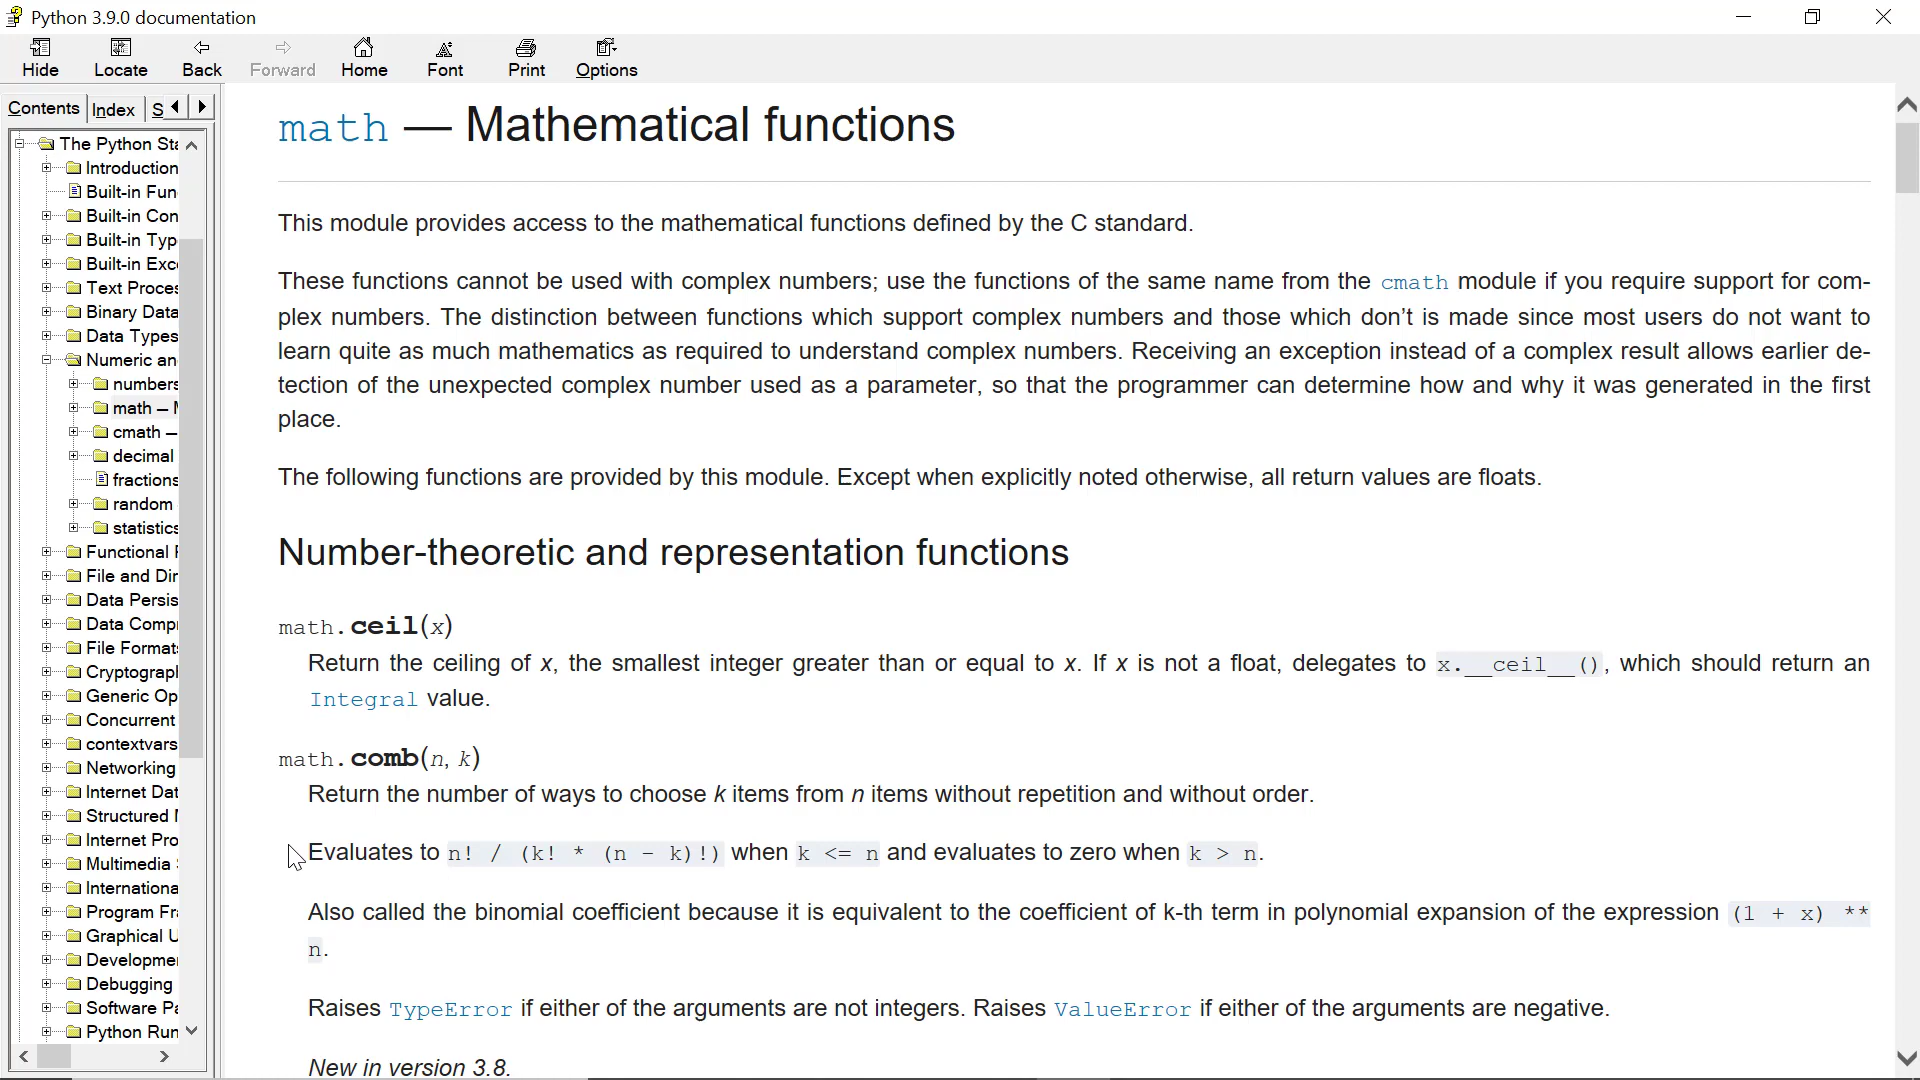 Python 3.9.0 documentation
Hide Locate Back Forward Home Font Print Options
Contents Index S
The Python Sta
Introduction
Built-in Fun
Built-in Con
Built-in Typ
Built-in Exc
Text Proces
Binary Data
Data Types
Numeric an
numbers
math —
cmath —
decimal
fractions
random
statistics
Functional
File and Dir
Data Persis
Data Comp
File Formats
Cryptograph
Generic Op
Concurrent
contextvars
Networking
Internet Dat
Structured
Internet Pro
Multimedia
Internationa
Program Fra
Graphical U
Developmen
Debugging
Software Pa
Python Run
math — Mathematical functions
This module provides access to the mathematical functions defined by the C standard.
These functions cannot be used with complex numbers; use the functions of the same name from the cmath module if you require support for com-
plex numbers. The distinction between functions which support complex numbers and those which don’t is made since most users do not want to
learn quite as much mathematics as required to understand complex numbers. Receiving an exception instead of a complex result allows earlier de-
tection of the unexpected complex number used as a parameter, so that the programmer can determine how and why it was generated in the first
place.
The following functions are provided by this module. Except when explicitly noted otherwise, all return values are floats.
Number-theoretic and representation functions
math.ceil(x)
Return the ceiling of x, the smallest integer greater than or equal to x. If x is not a float, delegates to x.__ceil__(), which should return an
Integral value.
math.comb(n, k)
Return the number of ways to choose k items from n items without repetition and without order.
Evaluates to n! / (k! * (n - k)!) when k <= n and evaluates to zero when k > n.
Also called the binomial coefficient because it is equivalent to the coefficient of k-th term in polynomial expansion of the expression (1 + x) **
n.
Raises TypeError if either of the arguments are not integers. Raises ValueError if either of the arguments are negative.
New in version 3.8.